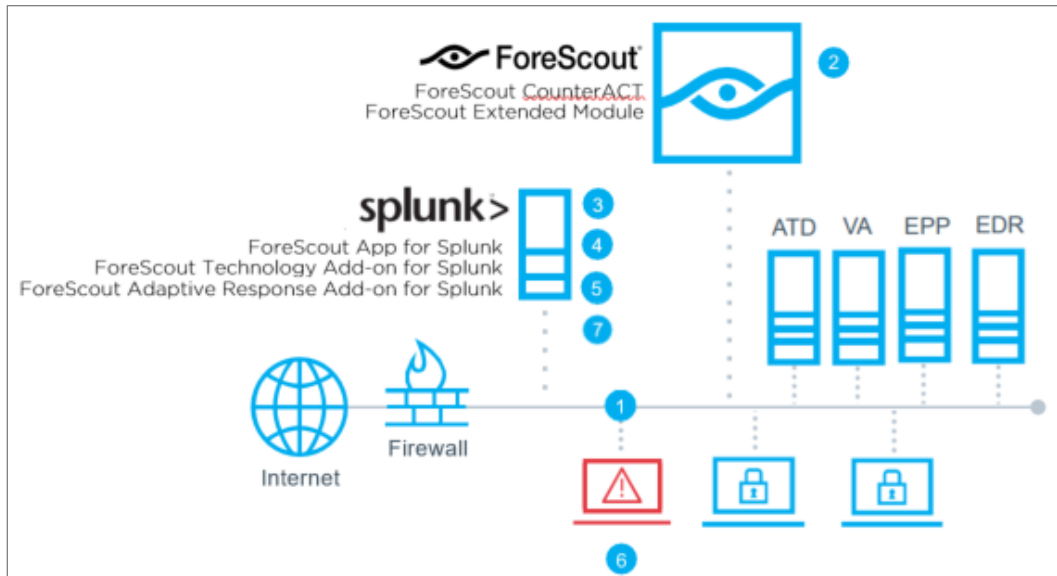 ForeScout
ForeScout CounterACT
ForeScout Extended Module
2
splunk>
3
ForeScout App for Splunk
4
ForeScout Technology Add-on for Splunk
ForeScout Adaptive Response Add-on for Splunk
5
7
ATD VA EPP EDR
1
Firewall
Internet
6